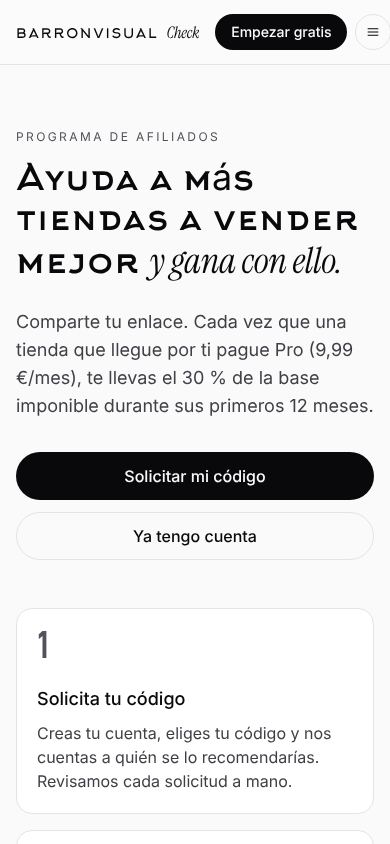 BARRONVISUAL Check
Empezar gratis
PROGRAMA DE AFILIADOS
AYUDA A MáS
TIENDAS A VENDER
MEJOR y gana con ello.
Comparte tu enlace. Cada vez que una
tienda que llegue por ti pague Pro (9,99
€/mes), te llevas el 30 % de la base
imponible durante sus primeros 12 meses.
Solicitar mi código
Ya tengo cuenta
1
Solicita tu código
Creas tu cuenta, eliges tu código y nos
cuentas a quién se lo recomendarías.
Revisamos cada solicitud a mano.